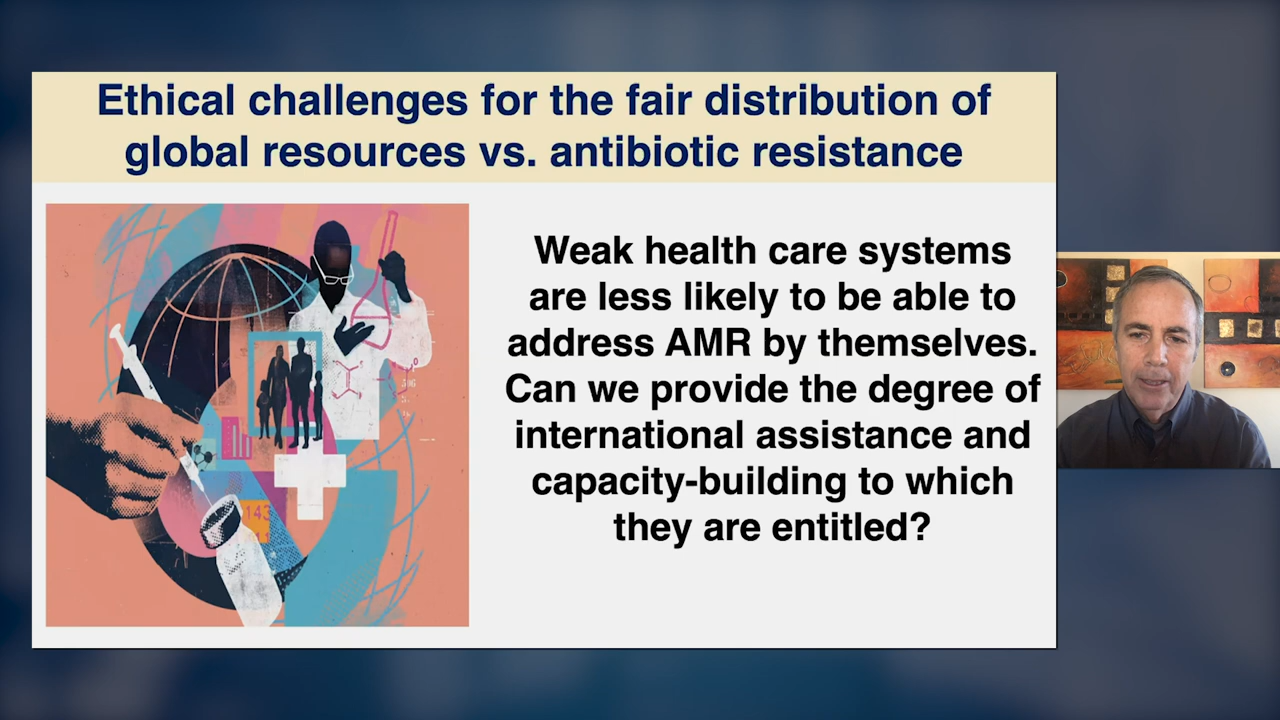 Ethical challenges for the fair distribution of
global resources vs. antibiotic resistance
Weak health care systems
are less likely to be able to
address AMR by themselves.
Can we provide the degree of
international assistance and
capacity-building to which
they are entitled?
143